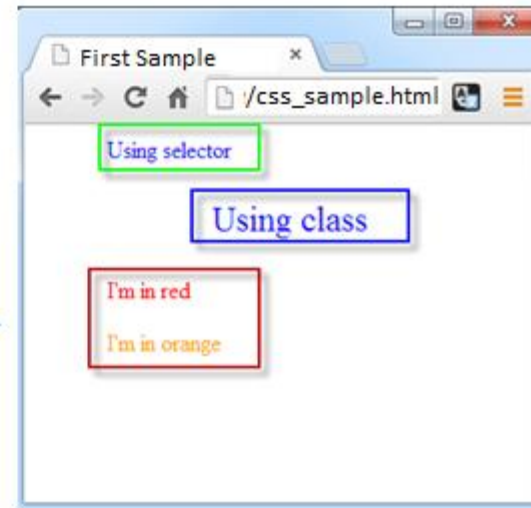 First Sample
/css_sample.html
Using selector
Using class
I'm in red
I'm in orange